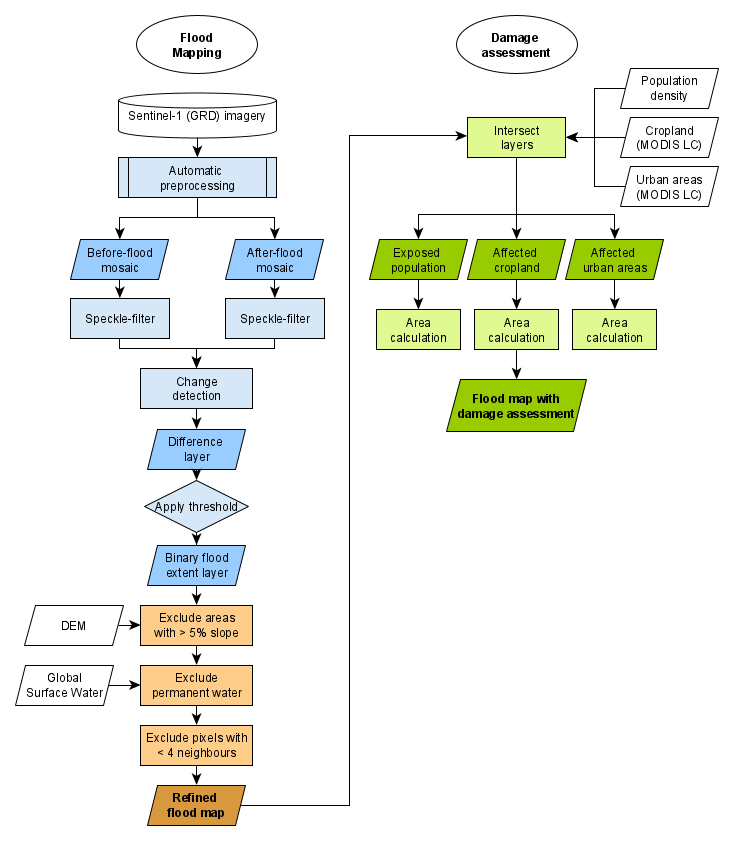 Flood
Mapping
Sentinel-1 (GRD) imagery
Automatic
preprocessing
Before-flood
mosaic
After-flood
mosaic
Speckle-filter
Speckle-filter
Change
detection
Difference
layer
Apply threshold
Binary flood
extent layer
DEM
Exclude areas
with > 5% slope
Global
Surface Water
Exclude
permanent water
Exclude pixels with
< 4 neighbours
Refined
flood map
Damage
assessment
Population
density
Intersect
layers
Cropland
(MODIS LC)
Urban areas
(MODIS LC)
Exposed
population
Affected
cropland
Affected
urban areas
Area
calculation
Area
calculation
Area
calculation
Flood map with
damage assessment